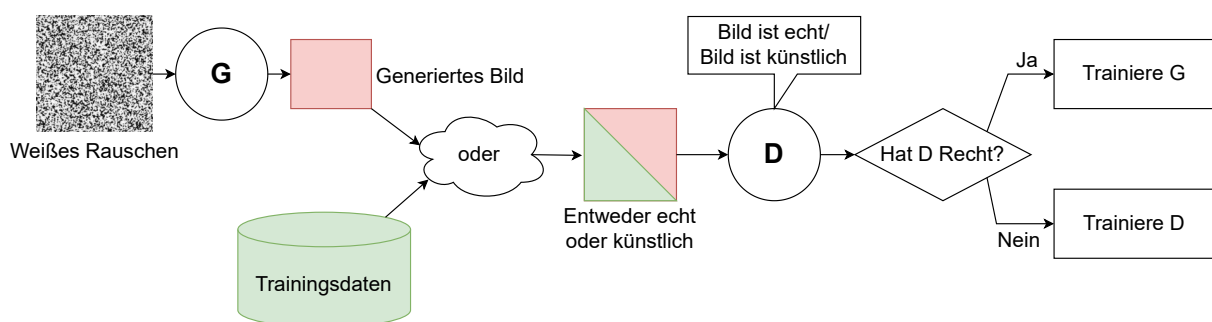 Weißes Rauschen
G
Generiertes Bild
Trainingsdaten
oder
Entweder echt
oder künstlich
Bild ist echt/
Bild ist künstlich
D
Hat D Recht?
Ja
Trainiere G
Nein
Trainiere D